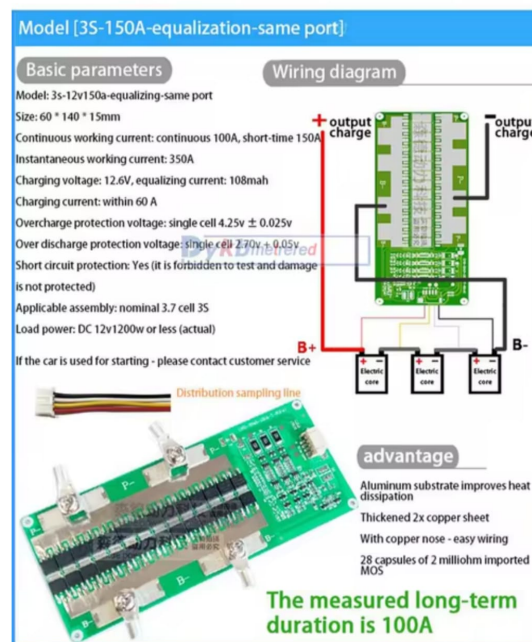 Model [3S-150A-equalization-same port]
Basic parameters
Model: 3s-12v150a-equalizing-same port
Size: 60 * 140 * 15mm
Continuous working current: continuous 100A, short-time 150A
Instantaneous working current: 350A
Charging voltage: 12.6V, equalizing current: 108mah
Charging current: within 60 A
Overcharge protection voltage: single cell 4.25v ± 0.025v
Over discharge protection voltage: single cell 2.70v + 0.05v
Short circuit protection: Yes (it is forbidden to test and damage
is not protected)
Applicable assembly: nominal 3.7 cell 3S
Load power: DC 12v1200w or less (actual)
If the car is used for starting - please contact customer service
Wiring diagram
+ output
charge
- output
charge
B+
B-
+ -
Electric
core
+ -
Electric
core
+ -
Electric
core
Distribution sampling line
P-
P-
B-
B-
advantage
Aluminum substrate improves heat
dissipation
Thickened 2x copper sheet
With copper nose - easy wiring
28 capsules of 2 milliohm imported
MOS
The measured long-term
duration is 100A